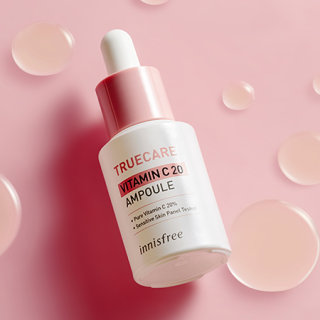 TRUECARE
VITAMIN C 20
AMPOULE
• Pure Vitamin C 20%
• Sensitive Skin Panel Tested
innisfree